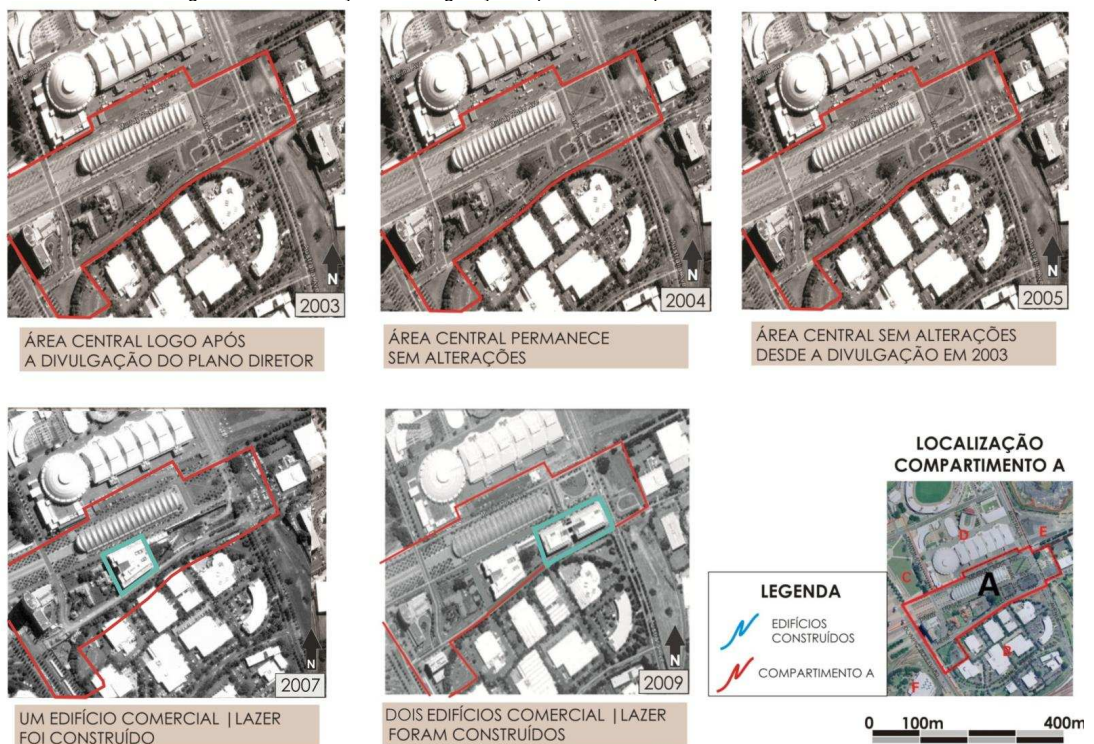 N
2003
N
2004
N
2005
ÁREA CENTRAL LOGO APÓS
A DIVULGAÇÃO DO PLANO DIRETOR
ÁREA CENTRAL PERMANECE
SEM ALTERAÇÕES
ÁREA CENTRAL SEM ALTERAÇÕES
DESDE A DIVULGAÇÃO EM 2003
N
2007
N
2009
UM EDIFÍCIO COMERCIAL | LAZER
FOI CONSTRUÍDO
DOIS EDIFÍCIOS COMERCIAL | LAZER
FORAM CONSTRUÍDOS
LEGENDA
EDIFÍCIOS
CONSTRUÍDOS
COMPARTIMENTO A
LOCALIZAÇÃO
COMPARTIMENTO A
D
E
C
A
F
0 100m 400m